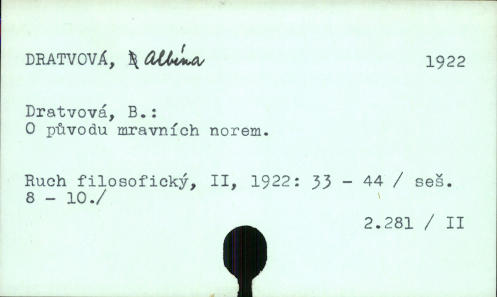 DRATVOVÁ, B Albína 1922
Dratvová, B.:
O původu mravních norem.
Ruch filosofický, II, 1922: 33 - 44 / seš.
8 - 10./
2.281 / II